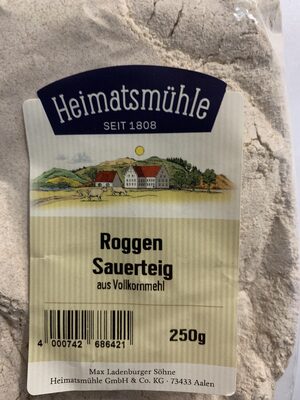 Heimatsmühle
SEIT 1808
Roggen
Sauerteig
aus Vollkornmehl
4 000742 686421
250g
Max Ladenburger Söhne
Heimatsmühle GmbH & Co. KG · 73433 Aalen